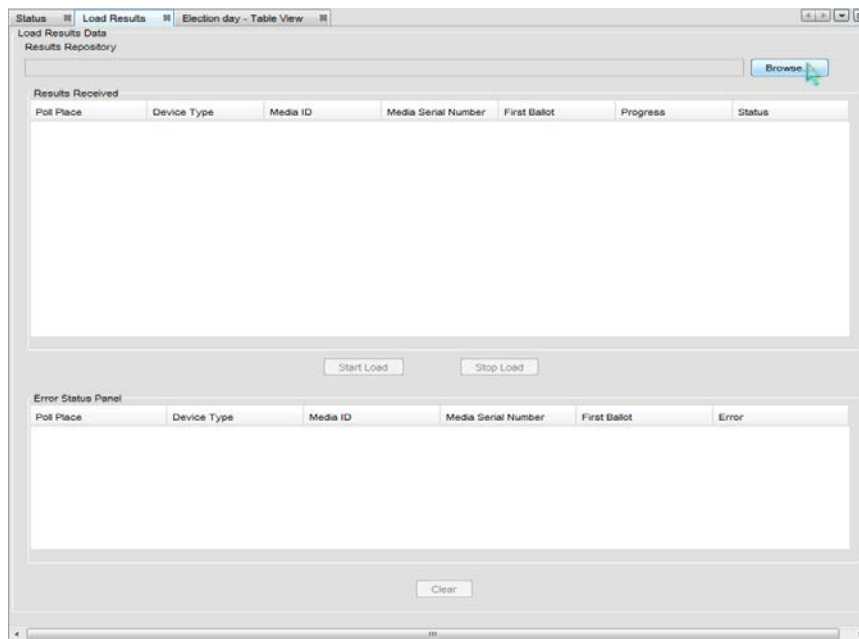 Status Load Results Election day - Table View
Load Results Data
Results Repository
Browse...
Results Received
Poll Place Device Type Media ID Media Serial Number First Ballot Progress Status
Start Load Stop Load
Error Status Panel
Poll Place Device Type Media ID Media Serial Number First Ballot Error
Clear